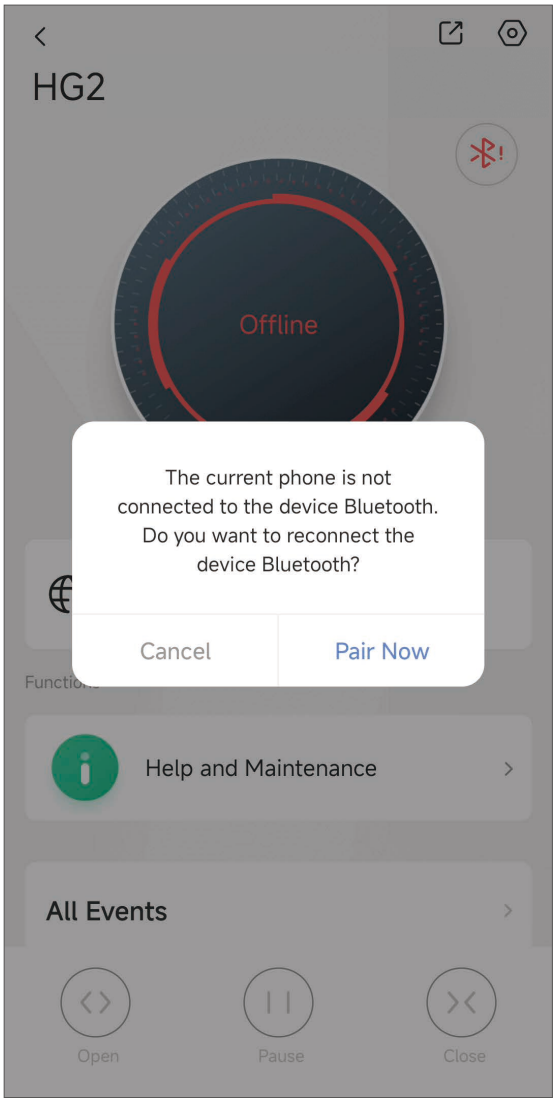 HG2
Offline
The current phone is not
connected to the device Bluetooth.
Do you want to reconnect the
device Bluetooth?
Cancel
Pair Now
Help and Maintenance
All Events
Open
Pause
Close